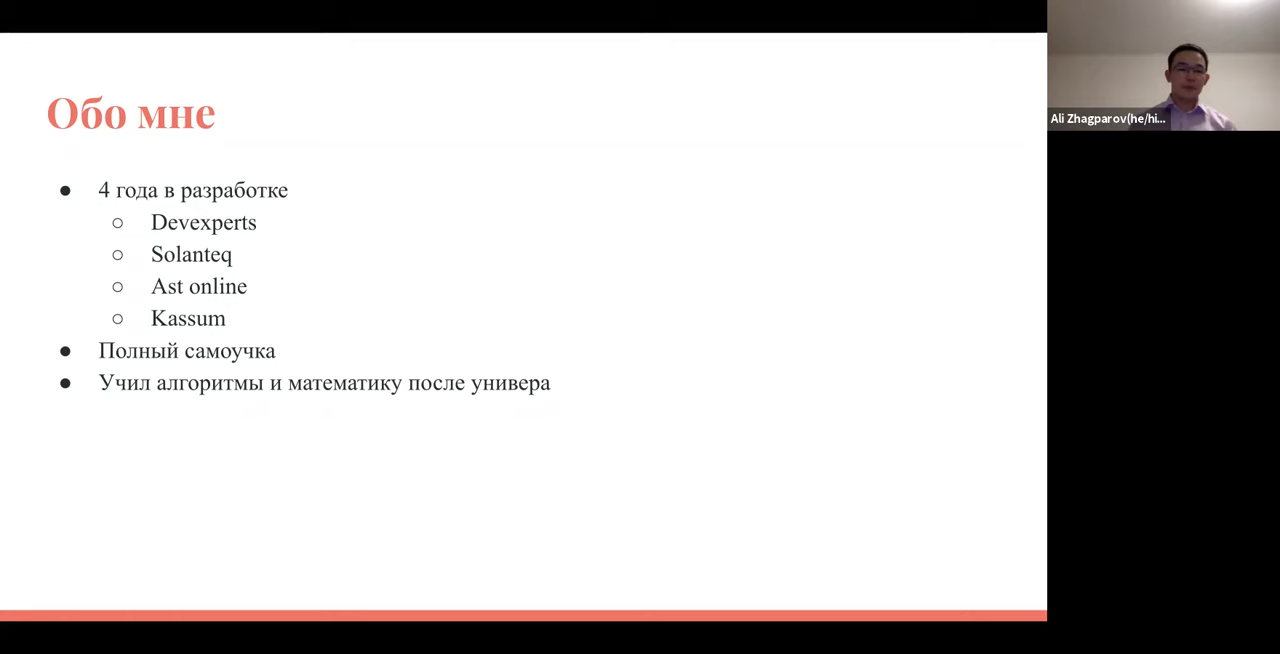 Обо мне
● 4 года в разработке
○ Devexperts
○ Solanteq
○ Ast online
○ Kassum
● Полный самоучка
● Учил алгоритмы и математику после универа
Ali Zhagparov(he/hi...